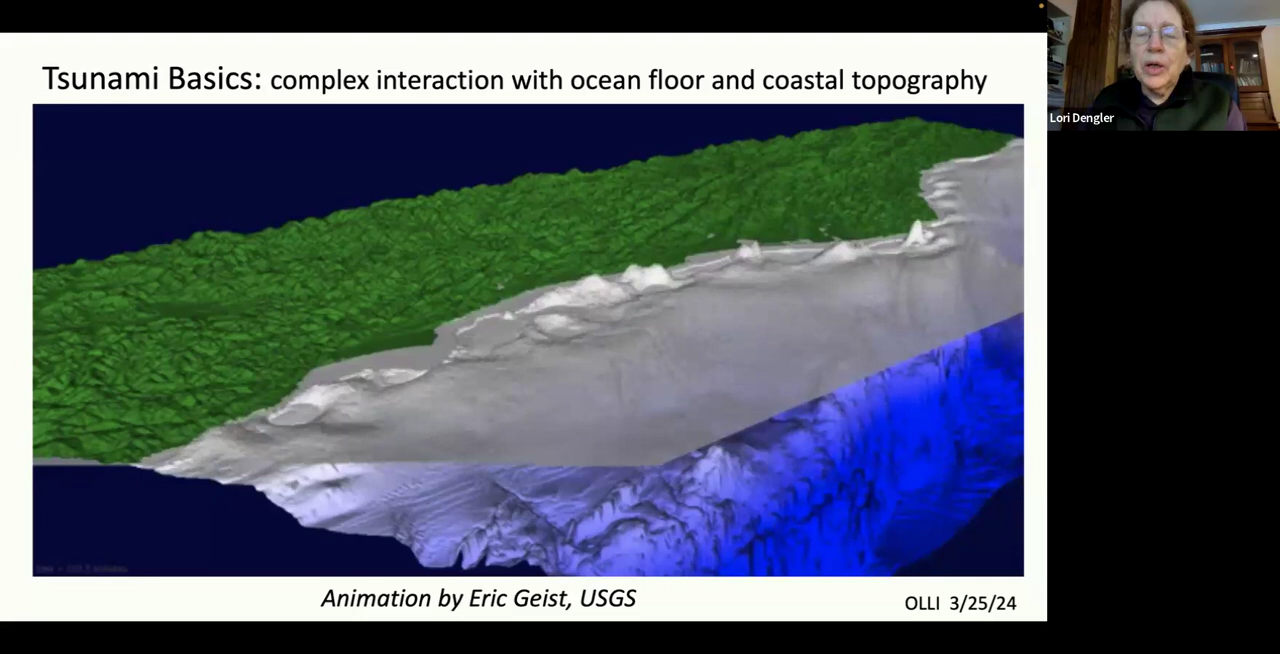 Tsunami Basics: complex interaction with ocean floor and coastal topography
Lori Dengler
Animation by Eric Geist, USGS
OLLI 3/25/24